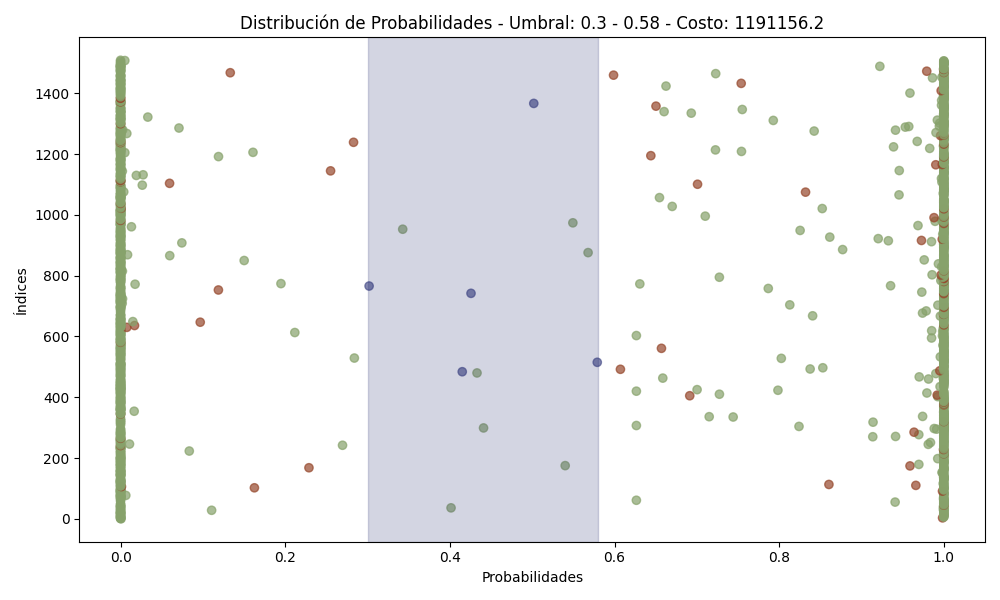 Distribución de Probabilidades - Umbral: 0.3 - 0.58 - Costo: 1191156.2
1400
1200
1000
800
600
400
200
0
Índices
0.0 0.2 0.4 0.6 0.8 1.0
Probabilidades